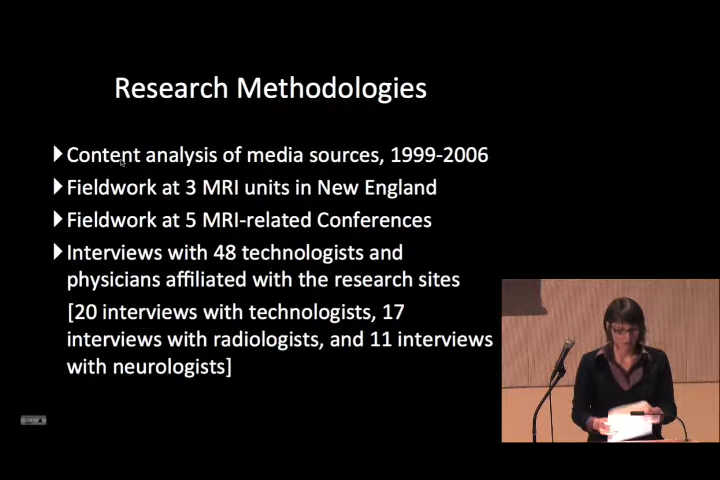 Research Methodologies
Content analysis of media sources, 1999-2006
Fieldwork at 3 MRI units in New England
Fieldwork at 5 MRI-related Conferences
Interviews with 48 technologists and
physicians affiliated with the research sites
[20 interviews with technologists, 17
interviews with radiologists, and 11 interviews
with neurologists]